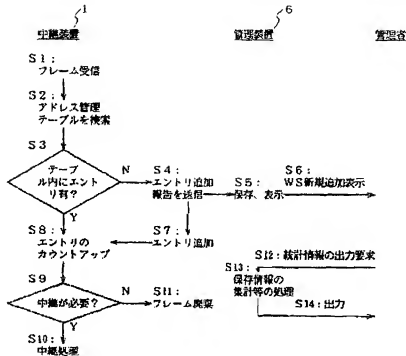 1
6
中継装置
管理装置
管理者
S1:
フレーム受信
S2:
アドレス管理
テーブルを検索
S3
テーブ
ル内にエント
リ有?
N
Y
S4:
エントリ追加
報告を送信
S5:
保存、表示
S6:
WS新規追加表示
S7:
エントリ追加
S8:
エントリの
カウントアップ
S9
中継が必要?
N
Y
S11:
フレーム廃棄
S10:
中継処理
S12:統計情報の出力要求
S13:
保存情報の
集計等の処理
S14:出力